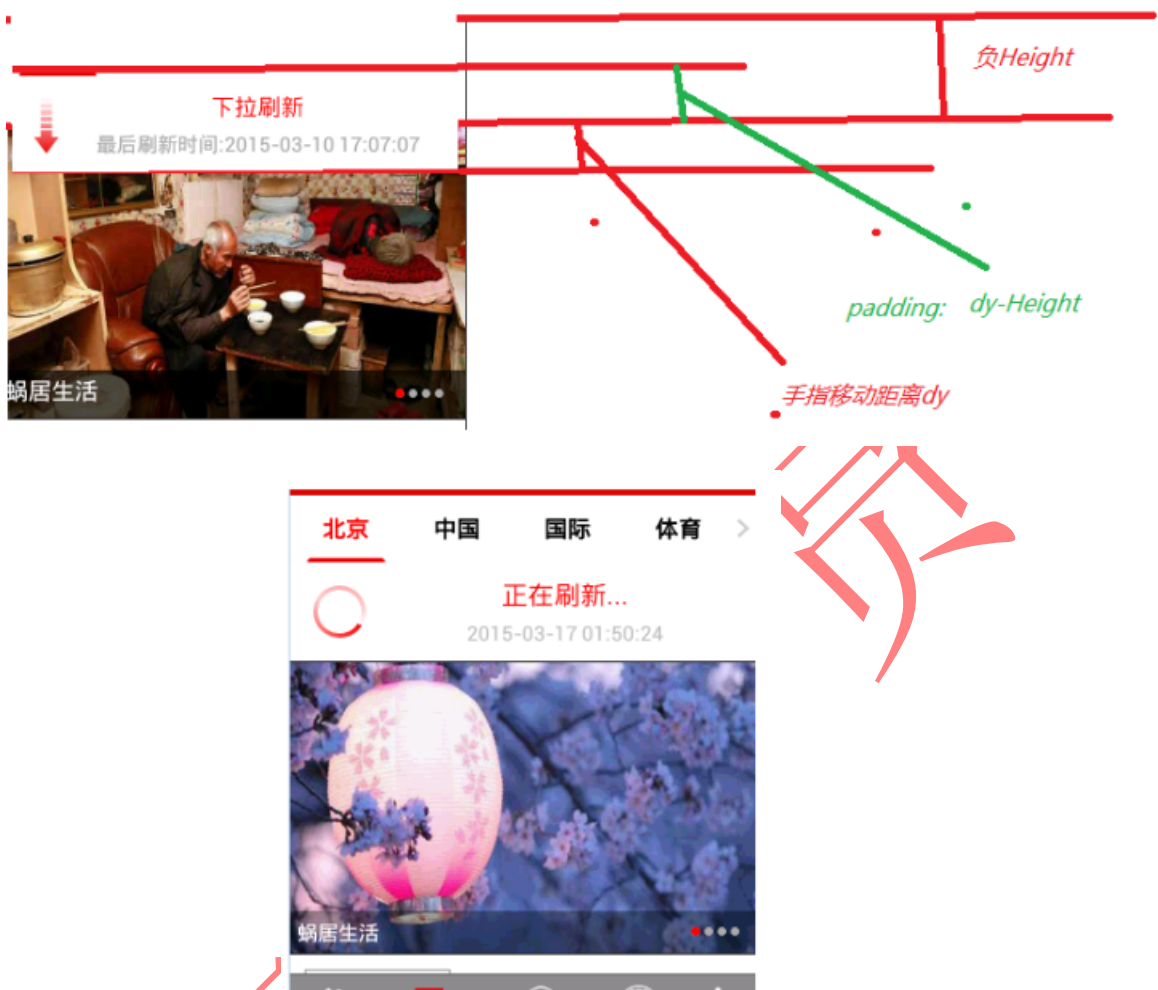 负Height
下拉刷新
最后刷新时间:2015-03-10 17:07:07
padding: dy-Height
蜗居生活
手指移动距离dy
北京 中国 国际 体育
正在刷新...
2015-03-17 01:50:24
蜗居生活